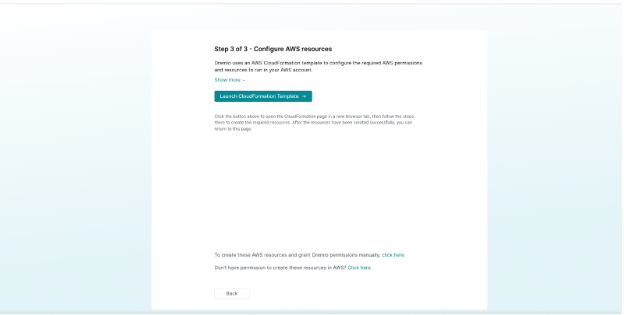 Step 3 of 3 - Configure AWS resources
Dremio uses an AWS CloudFormation template to configure the required AWS permissions
and resources to run in your AWS account.
Show more
Launch CloudFormation Template →
Click the button above to open the CloudFormation page in a new browser tab, then follow the steps
there to create the required resources. After the resources have been created successfully, you can
return to this page.
To create these AWS resources and grant Dremio permissions manually, click here.
Don't have permission to create these resources in AWS? Click here.
Back